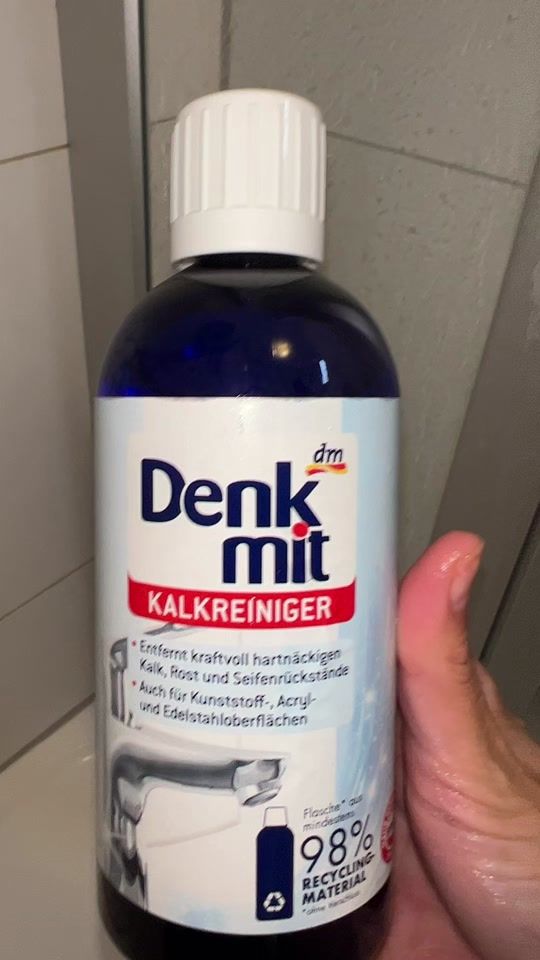 dm
Denk
mit
KALKREINIGER
• Entfernt kraftvoll hartnäckigen
Kalk, Rost und Seifenrückstände
• Auch für Kunststoff-, Acryl-
und Edelstahloberflächen
Flasche* aus
mindestens
98%
RECYCLING-
MATERIAL
*ohne Verschluss